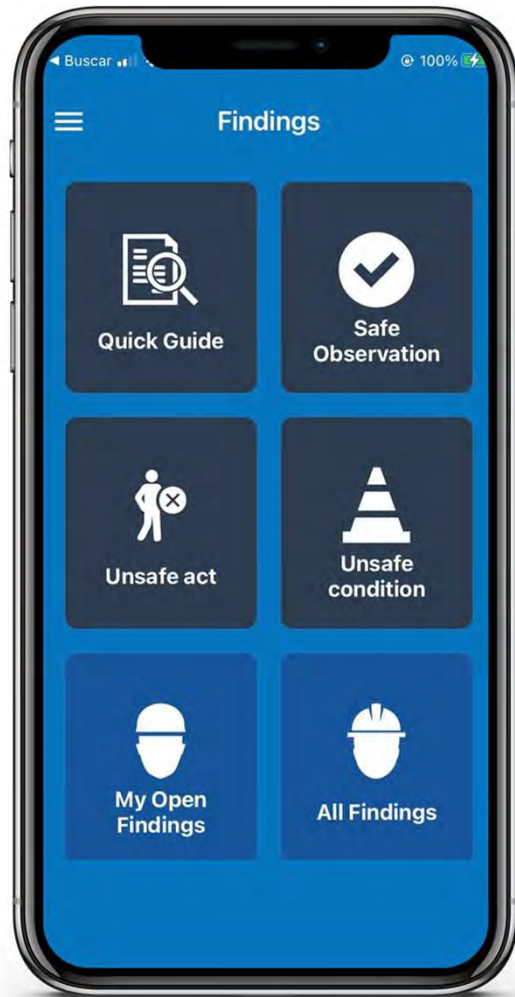 Buscar
100%
Findings
Quick Guide
Safe
Observation
Unsafe act
Unsafe
condition
My Open
Findings
All Findings